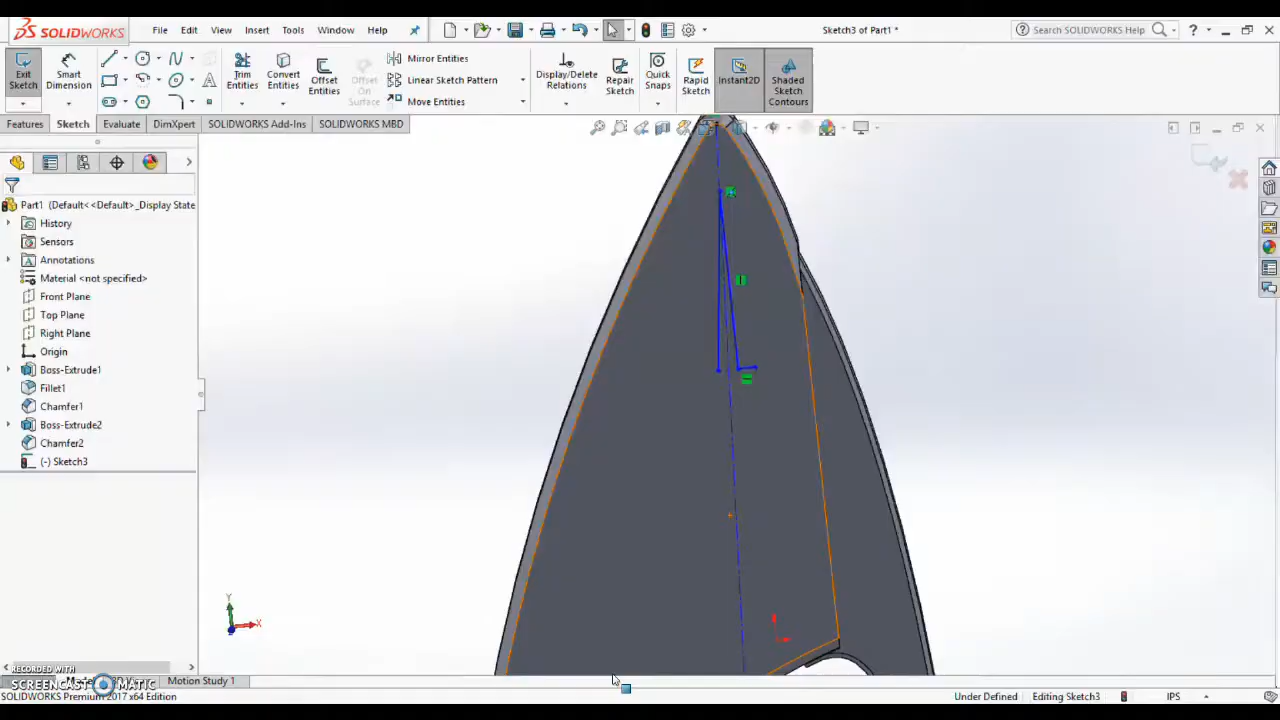 SOLIDWORKS
File Edit View Insert Tools Window Help
Sketch3 of Part1 *
Search SOLIDWORKS Help
Exit Sketch
Smart Dimension
Trim Entities
Convert Entities
Offset Entities
Offset On Surface
Mirror Entities
Linear Sketch Pattern
Move Entities
Display/Delete Relations
Repair Sketch
Quick Snaps
Rapid Sketch
Instant2D
Shaded Sketch Contours
Features Sketch Evaluate DimXpert SOLIDWORKS Add-Ins SOLIDWORKS MBD
Part1 (Default<<Default>_Display State
History
Sensors
Annotations
Material <not specified>
Front Plane
Top Plane
Right Plane
Origin
Boss-Extrude1
Fillet1
Chamfer1
Boss-Extrude2
Chamfer2
(-) Sketch3
Y
X
RECORDED WITH
SCREENCAST MATIC
Motion Study 1
SOLIDWORKS Premium 2017 x64 Edition
Under Defined
Editing Sketch3
IPS